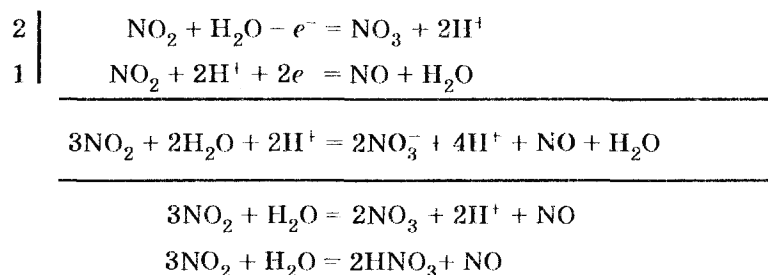 2 | NO₂ + H₂O − e⁻ = NO₃ + 2H⁺
1 | NO₂ + 2H⁺ + 2e = NO + H₂O
3NO₂ + 2H₂O + 2H⁺ = 2NO₃⁻ + 4H⁺ + NO + H₂O
3NO₂ + H₂O = 2NO₃ + 2H⁺ + NO
3NO₂ + H₂O = 2HNO₃ + NO